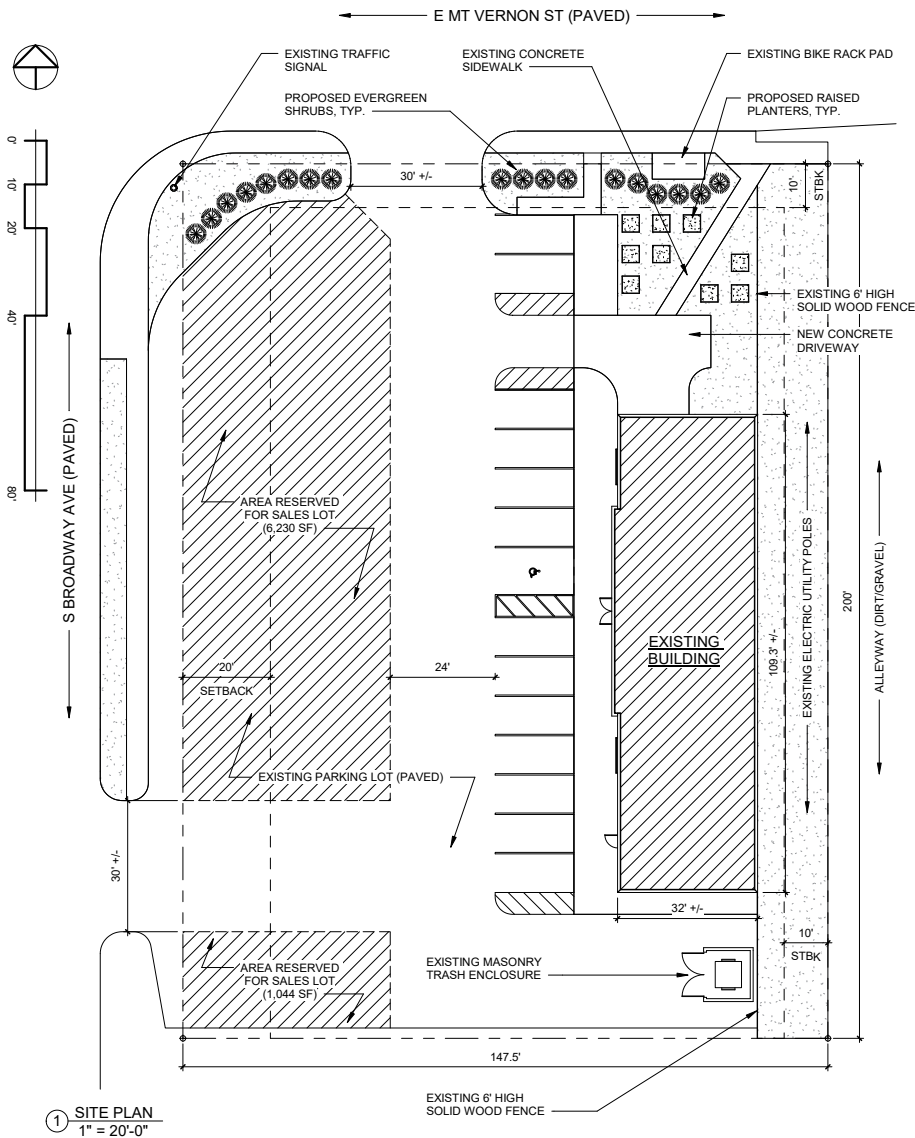 E MT VERNON ST (PAVED)
EXISTING TRAFFIC
SIGNAL
EXISTING CONCRETE
SIDEWALK
EXISTING BIKE RACK PAD
PROPOSED EVERGREEN
SHRUBS, TYP.
PROPOSED RAISED
PLANTERS, TYP.
0'
10'
20'
40'
80'
30' +/-
10'
STBK
EXISTING 6' HIGH
SOLID WOOD FENCE
NEW CONCRETE
DRIVEWAY
S BROADWAY AVE (PAVED)
AREA RESERVED
FOR SALES LOT.
(6,230 SF)
EXISTING ELECTRIC UTILITY POLES
ALLEYWAY (DIRT/GRAVEL)
200'
109.3' +/-
EXISTING
BUILDING
20'
SETBACK
24'
EXISTING PARKING LOT (PAVED)
30' +/-
32' +/-
10'
STBK
AREA RESERVED
FOR SALES LOT.
(1,044 SF)
EXISTING MASONRY
TRASH ENCLOSURE
147.5'
EXISTING 6' HIGH
SOLID WOOD FENCE
1 SITE PLAN
1" = 20'-0"